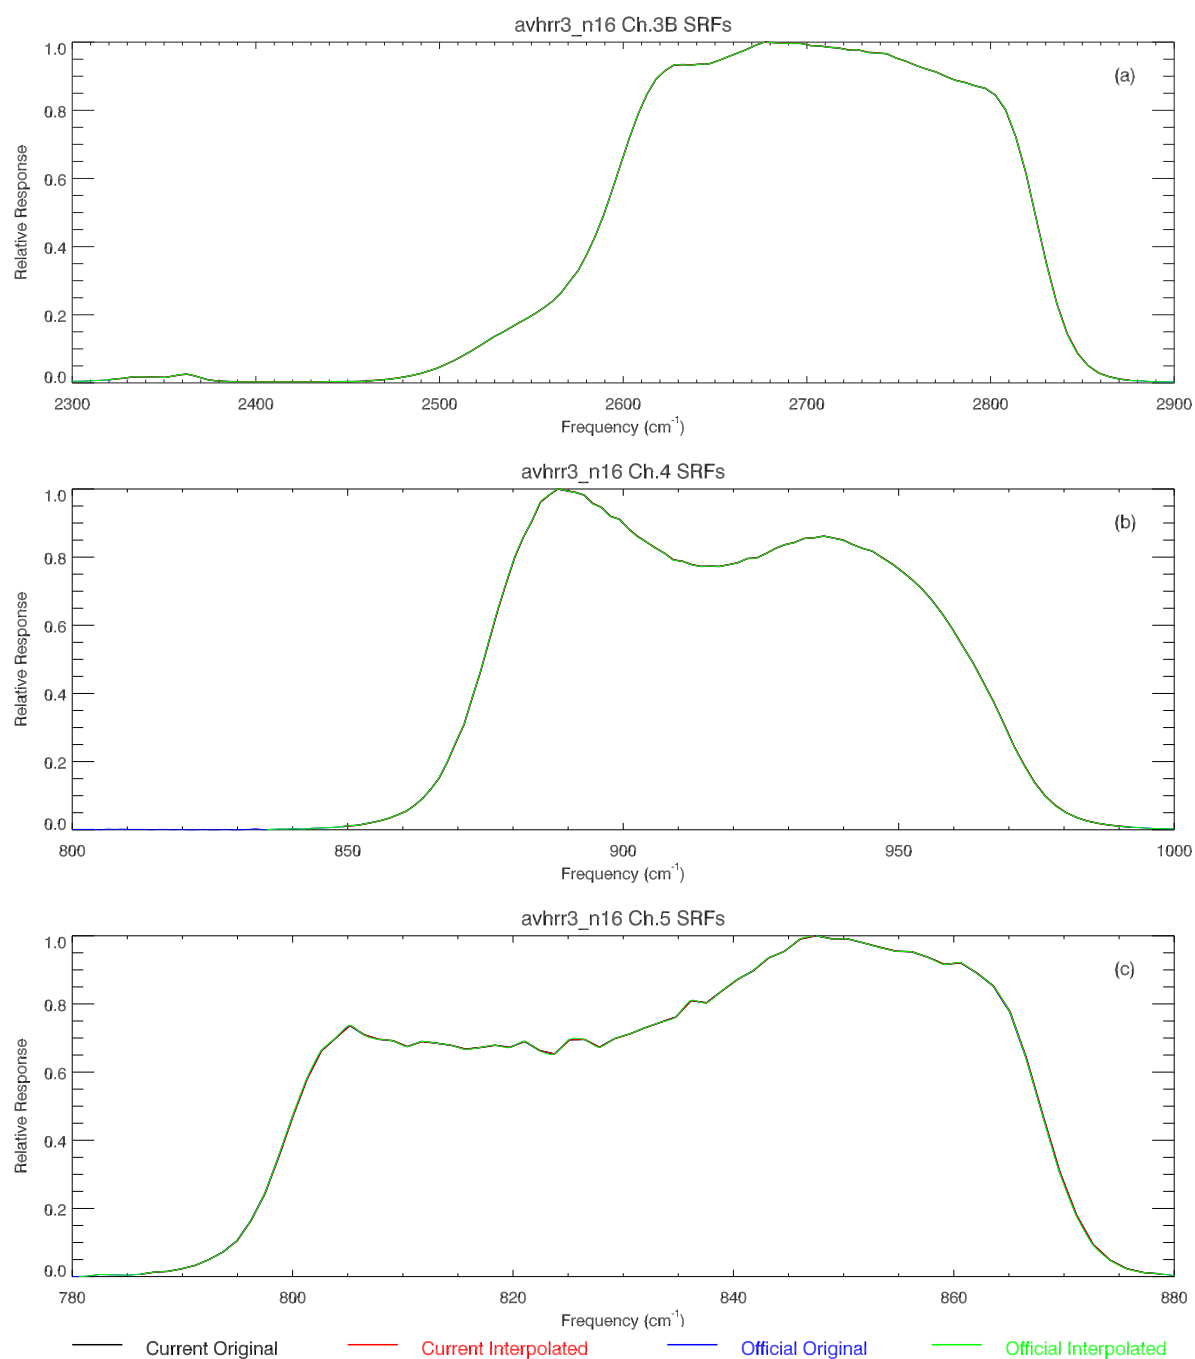 avhrr3_n16 Ch.3B SRFs
(a)
Relative Response
1.0
0.8
0.6
0.4
0.2
0.0
2300 2400 2500 2600 2700 2800 2900
Frequency (cm-1)
avhrr3_n16 Ch.4 SRFs
(b)
Relative Response
1.0
0.8
0.6
0.4
0.2
0.0
800 850 900 950 1000
Frequency (cm-1)
avhrr3_n16 Ch.5 SRFs
(c)
Relative Response
1.0
0.8
0.6
0.4
0.2
0.0
780 800 820 840 860 880
Frequency (cm-1)
Current Original Current Interpolated Official Original Official Interpolated